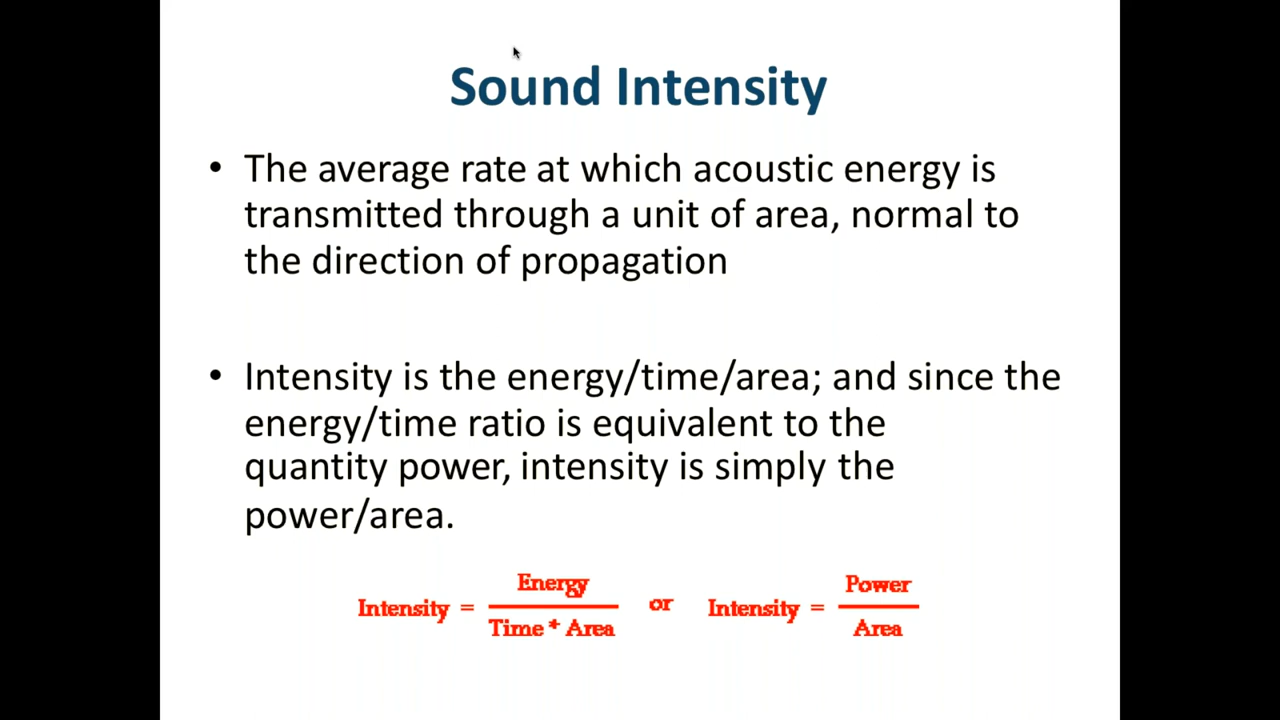 Sound Intensity
• The average rate at which acoustic energy is
transmitted through a unit of area, normal to
the direction of propagation
• Intensity is the energy/time/area; and since the
energy/time ratio is equivalent to the
quantity power, intensity is simply the
power/area.
Intensity = Energy / Time * Area or Intensity = Power / Area